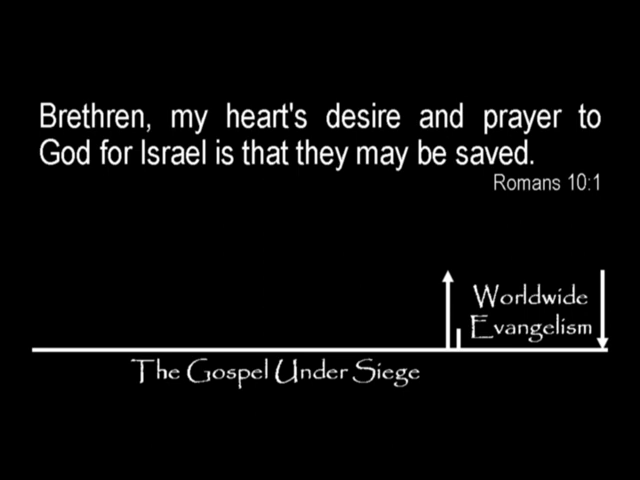 Brethren, my heart's desire and prayer to
God for Israel is that they may be saved.
Romans 10:1
Worldwide
Evangelism
The Gospel Under Siege